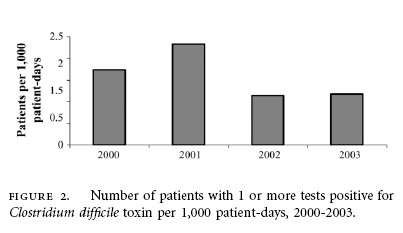 Patients per 1,000
patient-days
2.5
2
1.5
0.5
0
2000 2001 2002 2003
FIGURE 2. Number of patients with 1 or more tests positive for
Clostridium difficile toxin per 1,000 patient-days, 2000-2003.